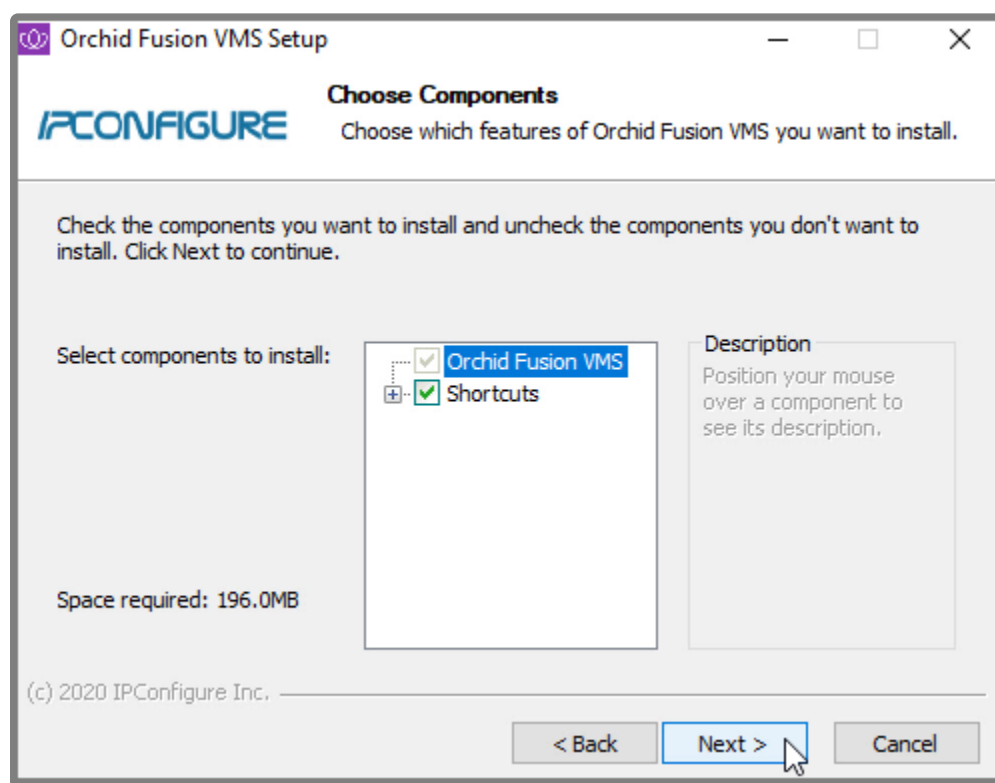 Orchid Fusion VMS Setup
IPCONFIGURE
Choose Components
Choose which features of Orchid Fusion VMS you want to install.
Check the components you want to install and uncheck the components you don't want to
install. Click Next to continue.
Select components to install:
Orchid Fusion VMS
Shortcuts
Description
Position your mouse
over a component to
see its description.
Space required: 196.0MB
(c) 2020 IPConfigure Inc.
< Back
Next >
Cancel